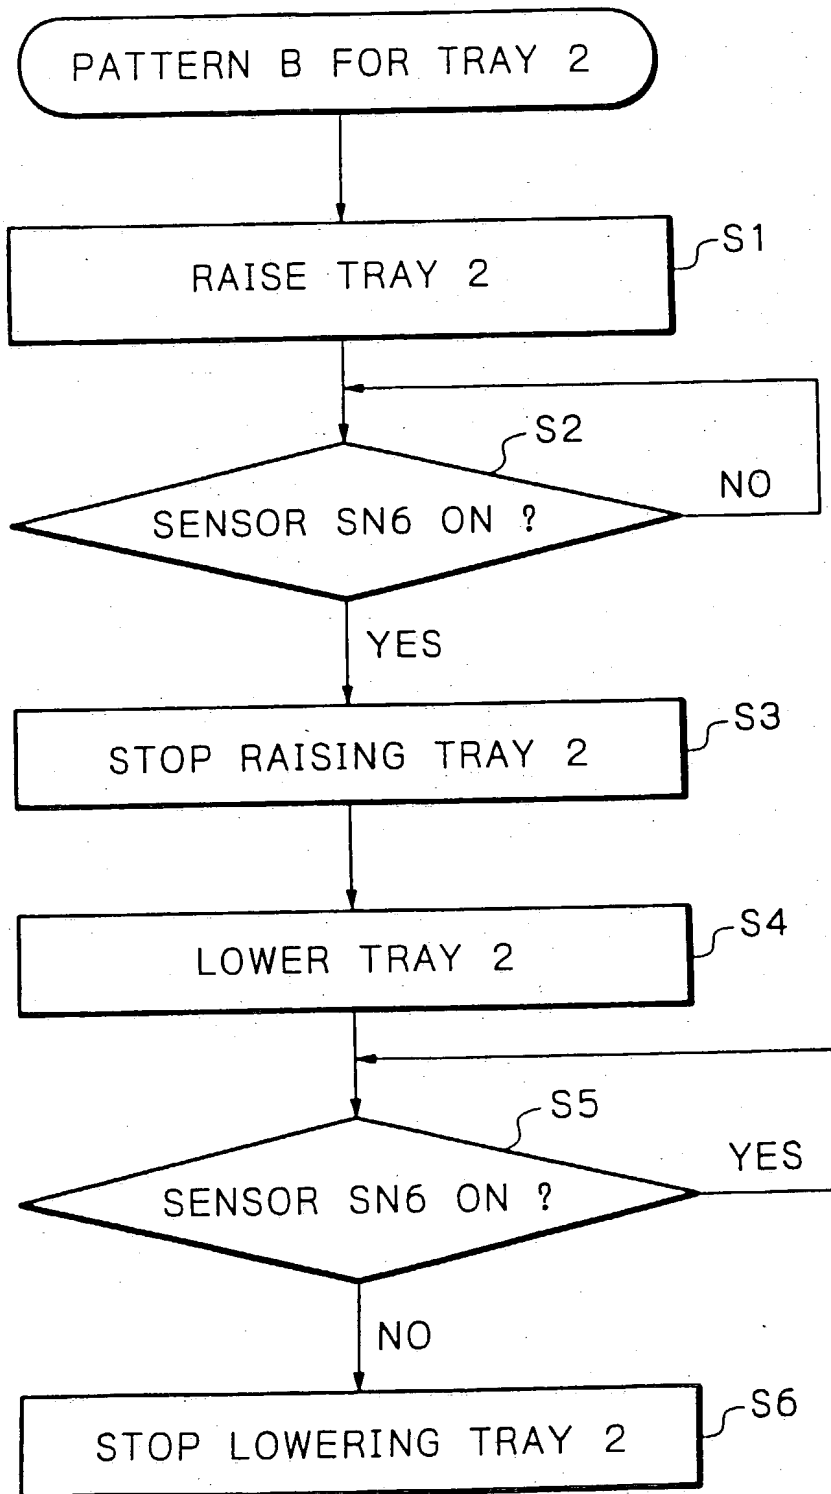 PATTERN B FOR TRAY 2
S1
RAISE TRAY 2
S2
NO
SENSOR SN6 ON ?
YES
S3
STOP RAISING TRAY 2
S4
LOWER TRAY 2
S5
YES
SENSOR SN6 ON ?
NO
S6
STOP LOWERING TRAY 2